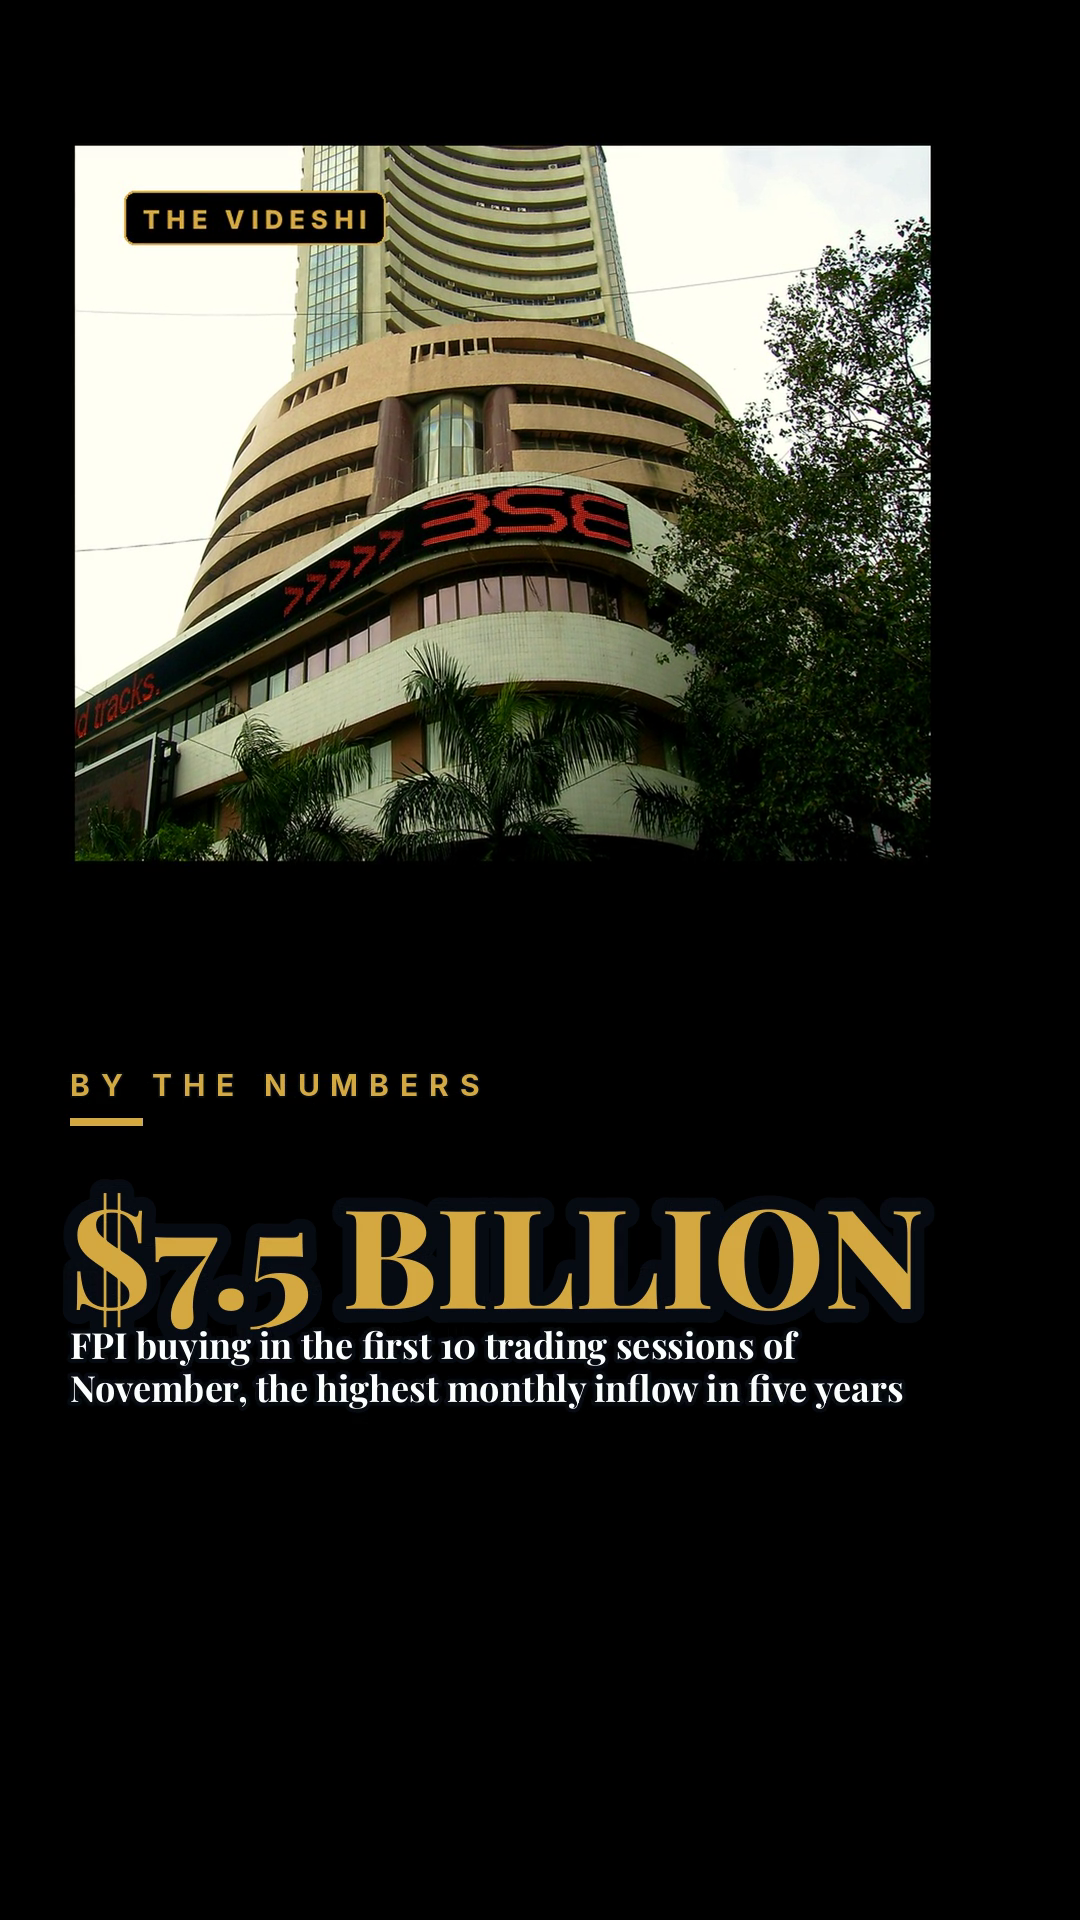 THE VIDESHI
BSE
>>>>>
d tracks.
BY THE NUMBERS
$7.5 BILLION
FPI buying in the first 10 trading sessions of
November, the highest monthly inflow in five years